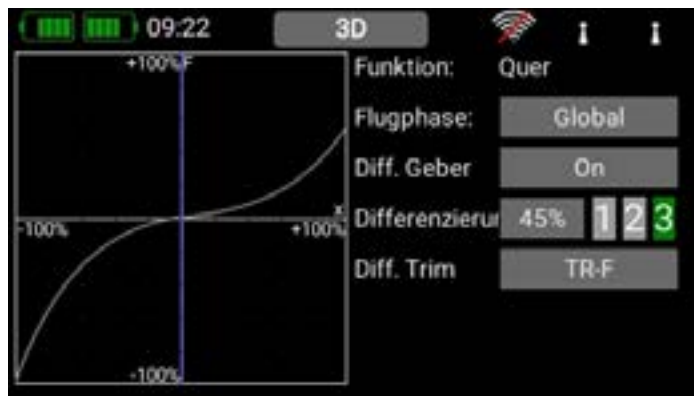 09:22 3D
+100% F
-100% +100% x
-100%
Funktion: Quer
Flugphase: Global
Diff. Geber On
Differenzierur 45% 1 2 3
Diff. Trim TR-F